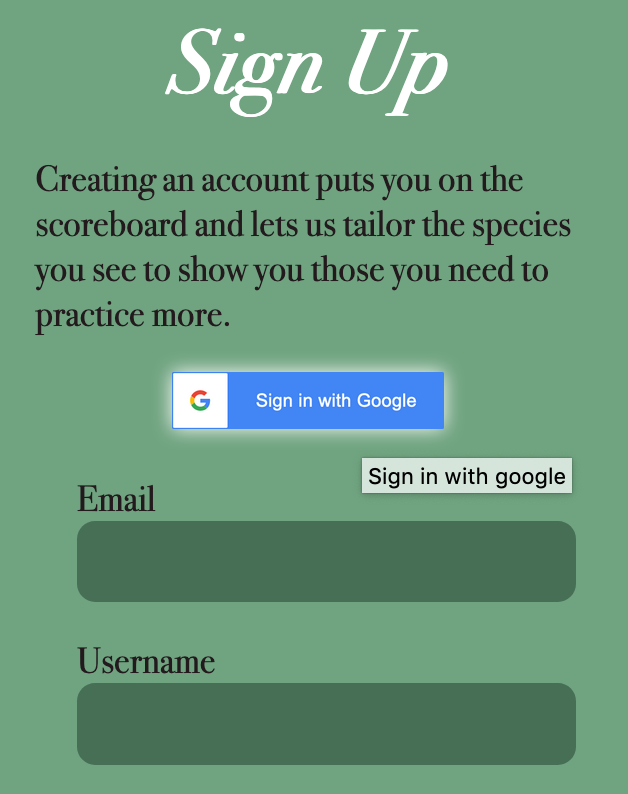 Sign Up
Creating an account puts you on the
scoreboard and lets us tailor the species
you see to show you those you need to
practice more.
Sign in with Google
Sign in with google
Email
Username